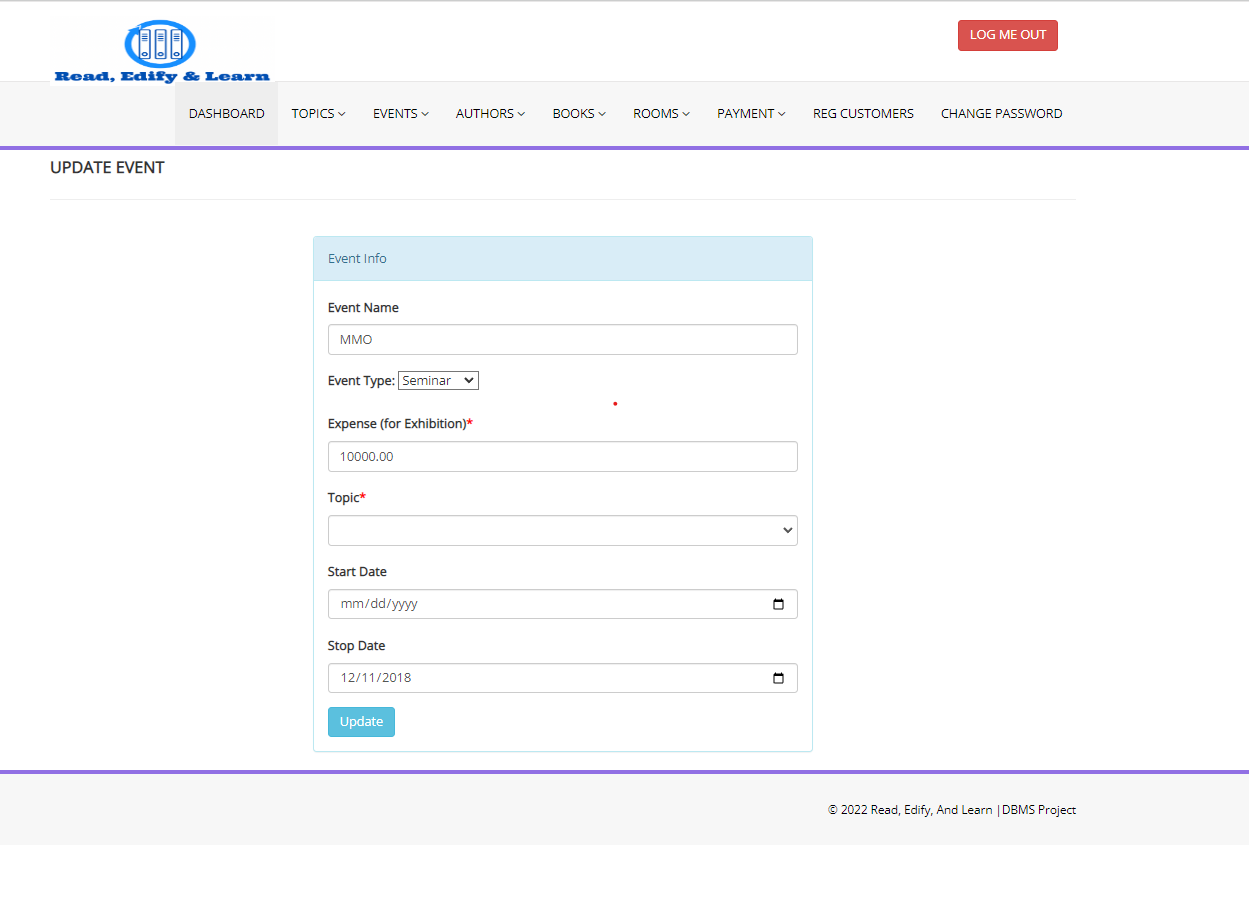 LOG ME OUT
Read, Edify & Learn
DASHBOARD TOPICS EVENTS AUTHORS BOOKS ROOMS PAYMENT REG CUSTOMERS CHANGE PASSWORD
UPDATE EVENT
Event Info
Event Name
MMO
Event Type: Seminar
Expense (for Exhibition)*
10000.00
Topic*
Start Date
mm/dd/yyyy
Stop Date
12/11/2018
Update
© 2022 Read, Edify, And Learn |DBMS Project